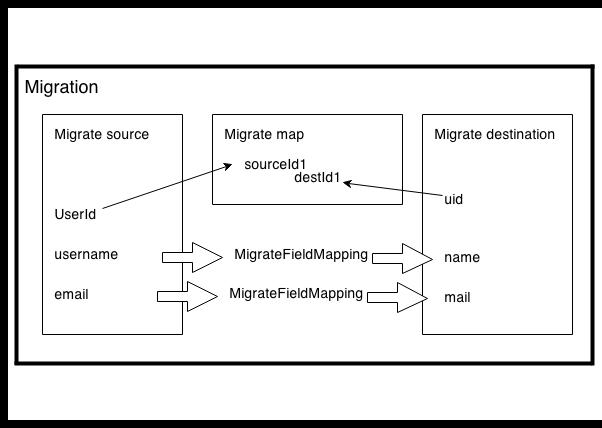 Migration
Migrate source
Migrate map
Migrate destination
sourceId1
destId1
UserId
uid
username
MigrateFieldMapping
name
email
MigrateFieldMapping
mail